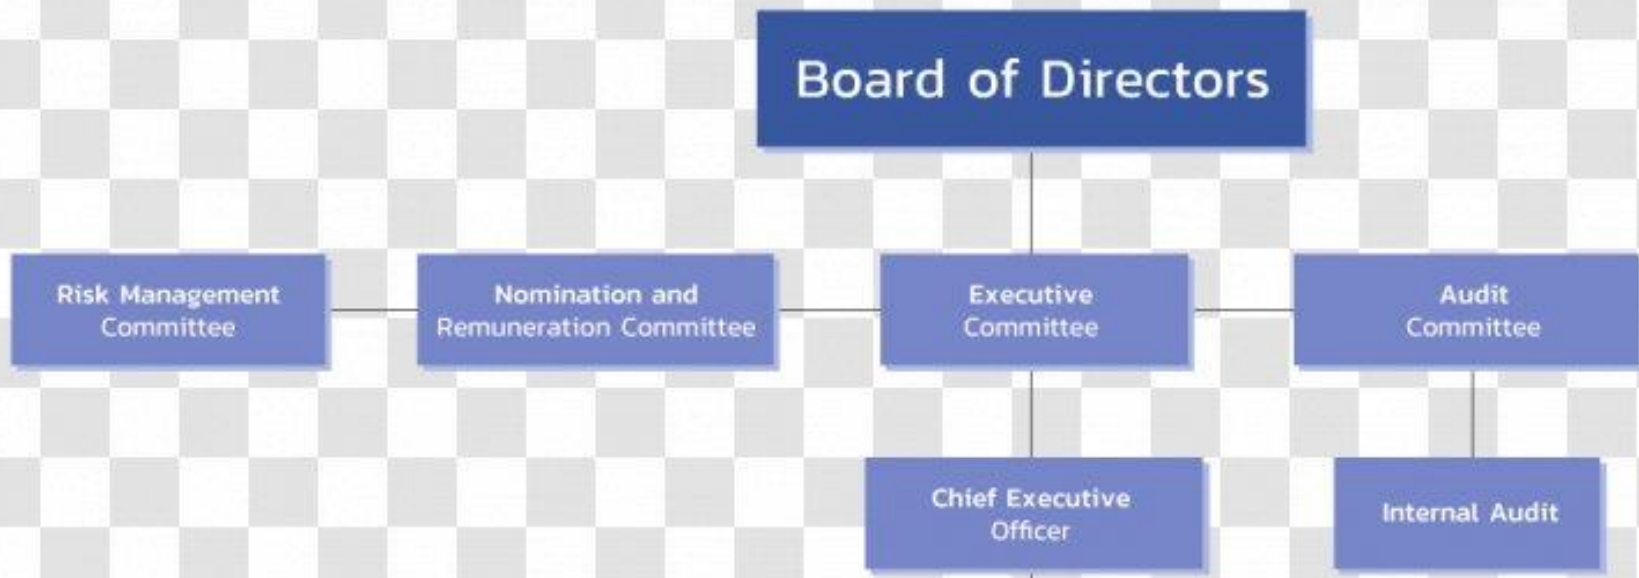 Board of Directors
Risk Management
Committee
Nomination and
Remuneration Committee
Executive
Committee
Audit
Committee
Chief Executive
Officer
Internal Audit